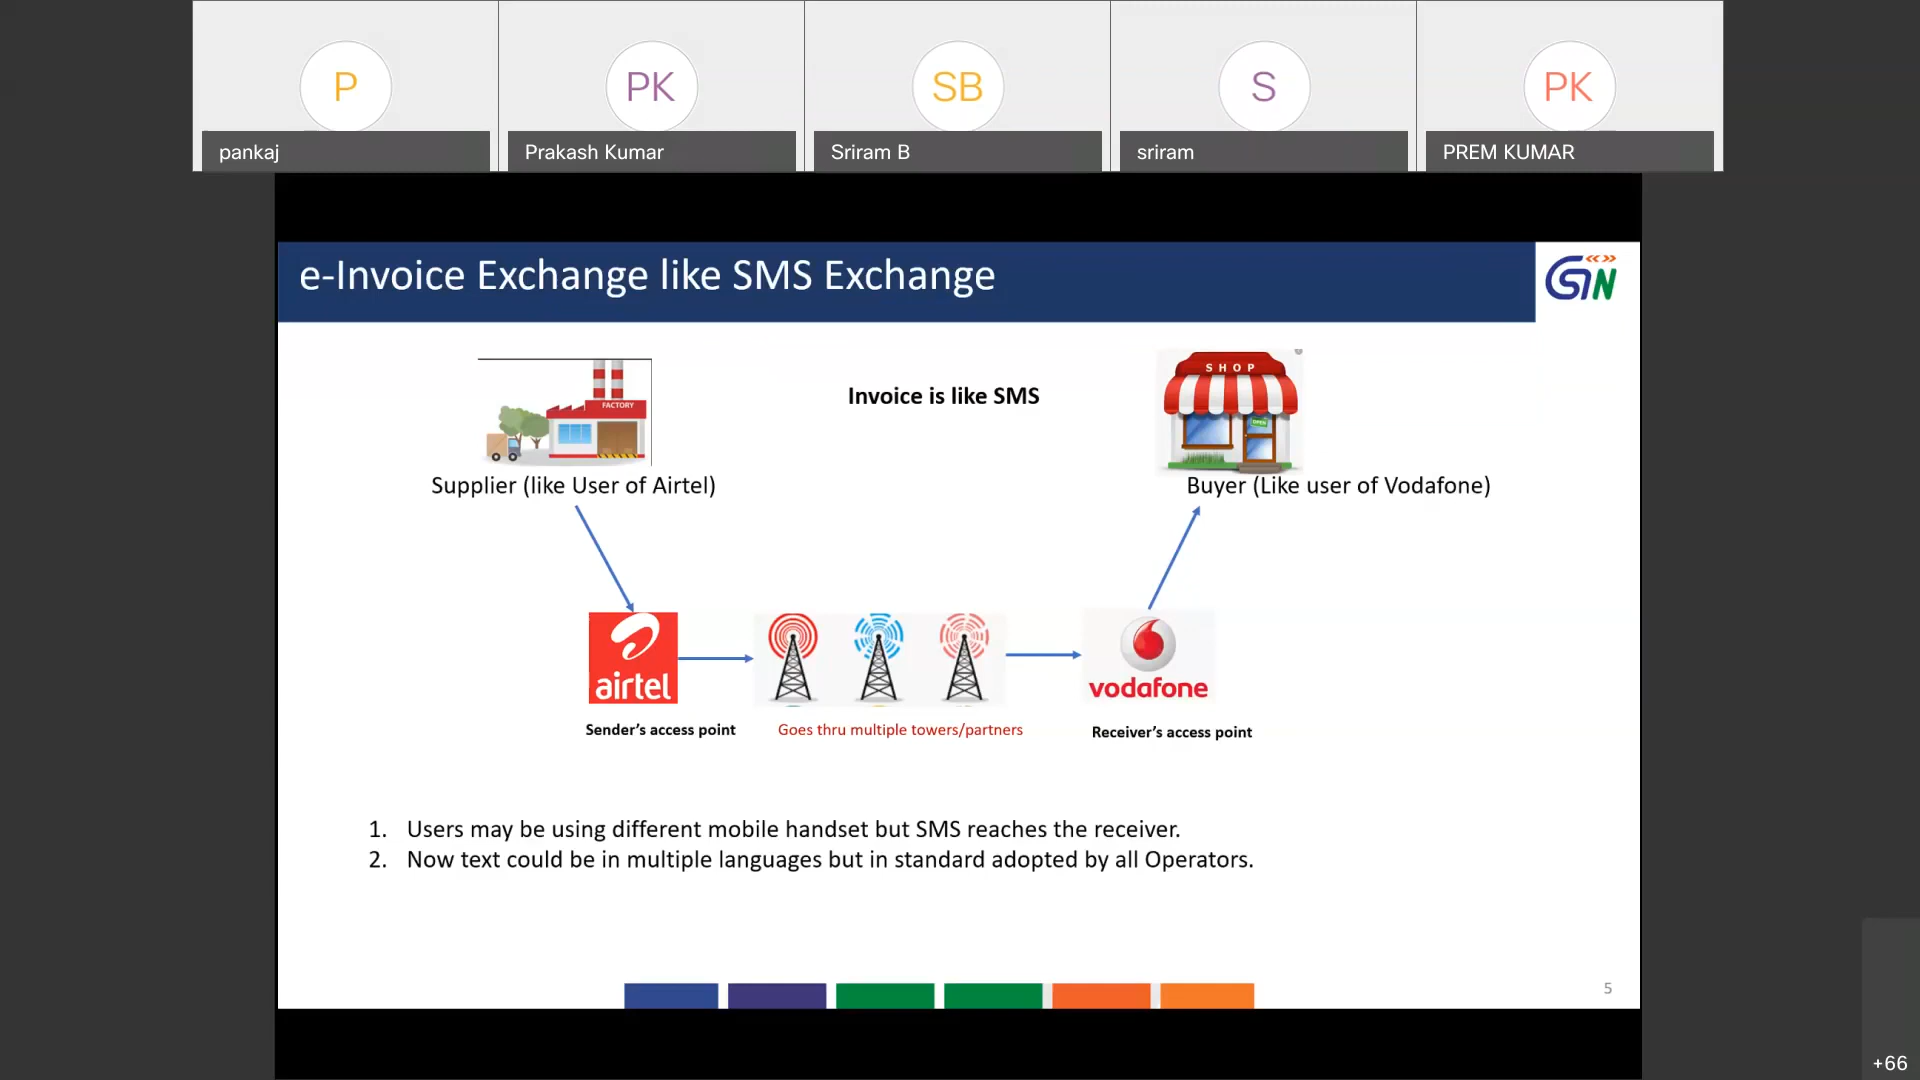 P
PK
SB
S
PK
pankaj
Prakash Kumar
Sriram B
sriram
PREM KUMAR
e-Invoice Exchange like SMS Exchange
GSTN
FACTORY
Invoice is like SMS
SHOP
OPEN
Supplier (like User of Airtel)
Buyer (Like user of Vodafone)
airtel
vodafone
Sender’s access point
Goes thru multiple towers/partners
Receiver’s access point
1. Users may be using different mobile handset but SMS reaches the receiver.
2. Now text could be in multiple languages but in standard adopted by all Operators.
5
+66